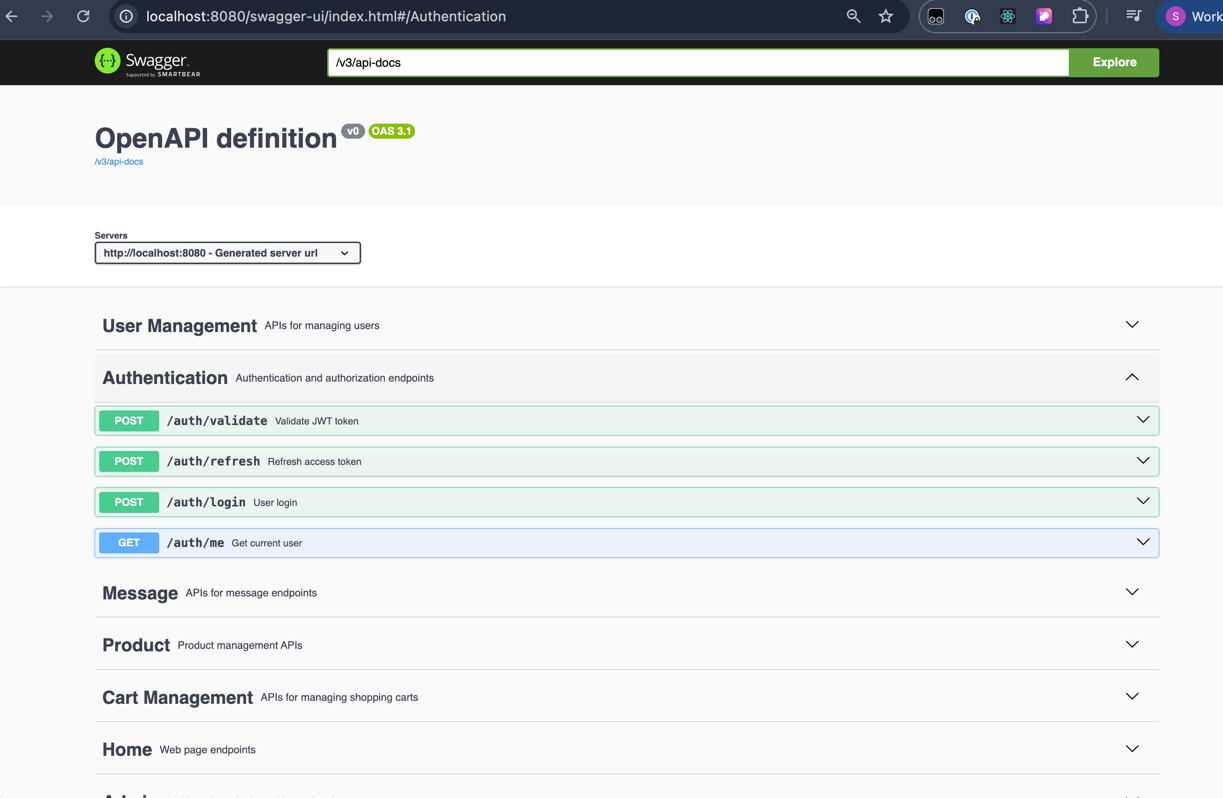 localhost:8080/swagger-ui/index.html#/Authentication
S Work
Swagger.
Supported by SMARTBEAR
/v3/api-docs
Explore
OpenAPI definition v0 OAS 3.1
/v3/api-docs
Servers
http://localhost:8080 - Generated server url
User Management APIs for managing users
Authentication Authentication and authorization endpoints
POST /auth/validate Validate JWT token
POST /auth/refresh Refresh access token
POST /auth/login User login
GET /auth/me Get current user
Message APIs for message endpoints
Product Product management APIs
Cart Management APIs for managing shopping carts
Home Web page endpoints